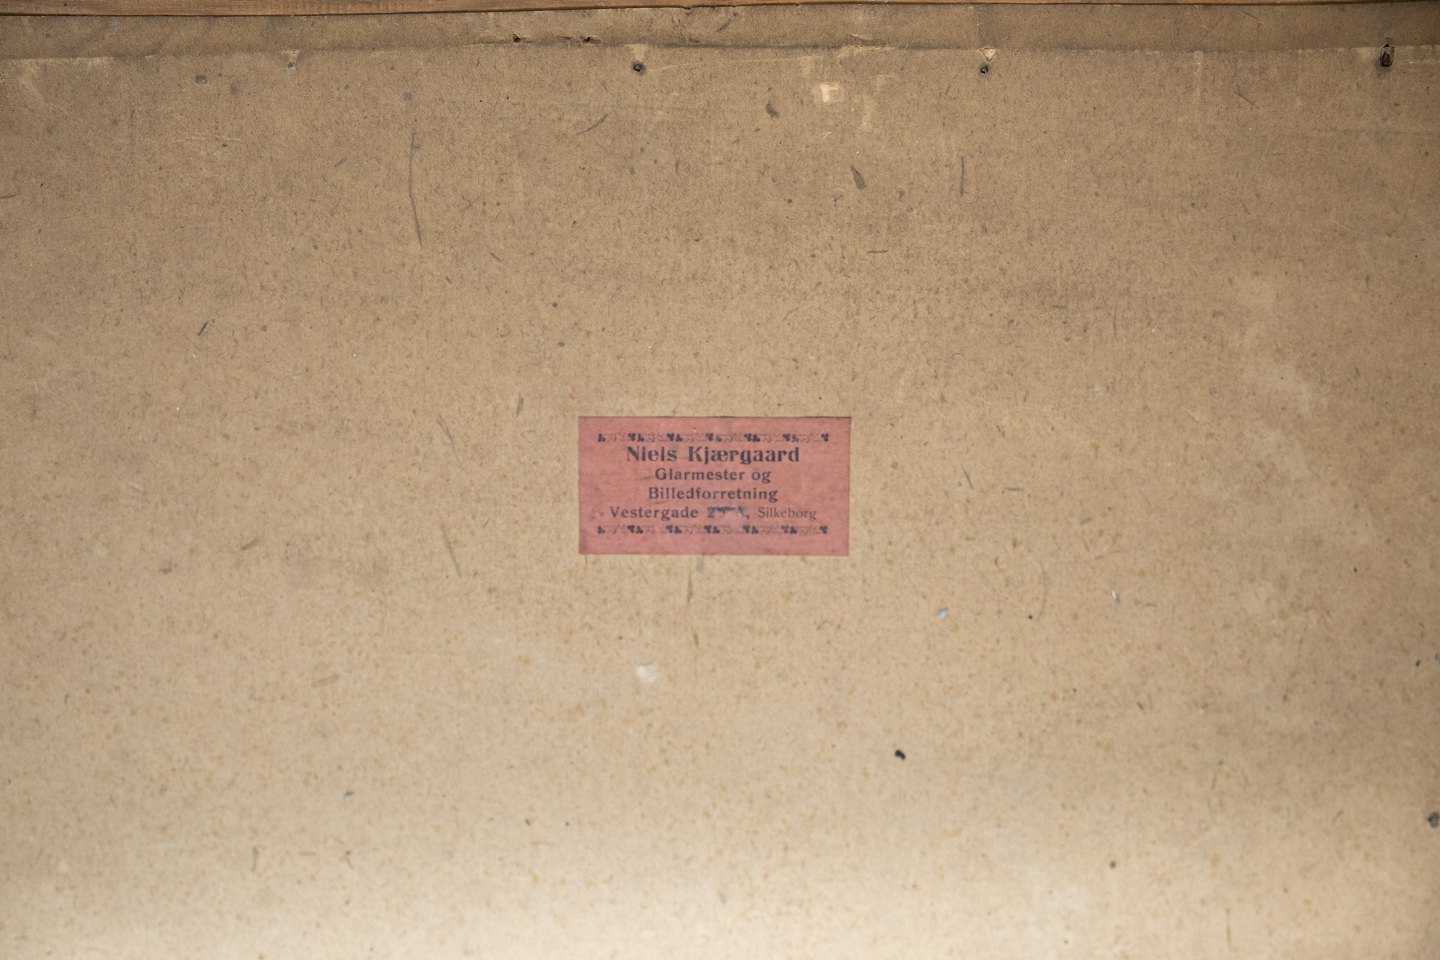 Niels Kjærgaard
Glarmester og
Billedforretning
Vestergade Silkeborg